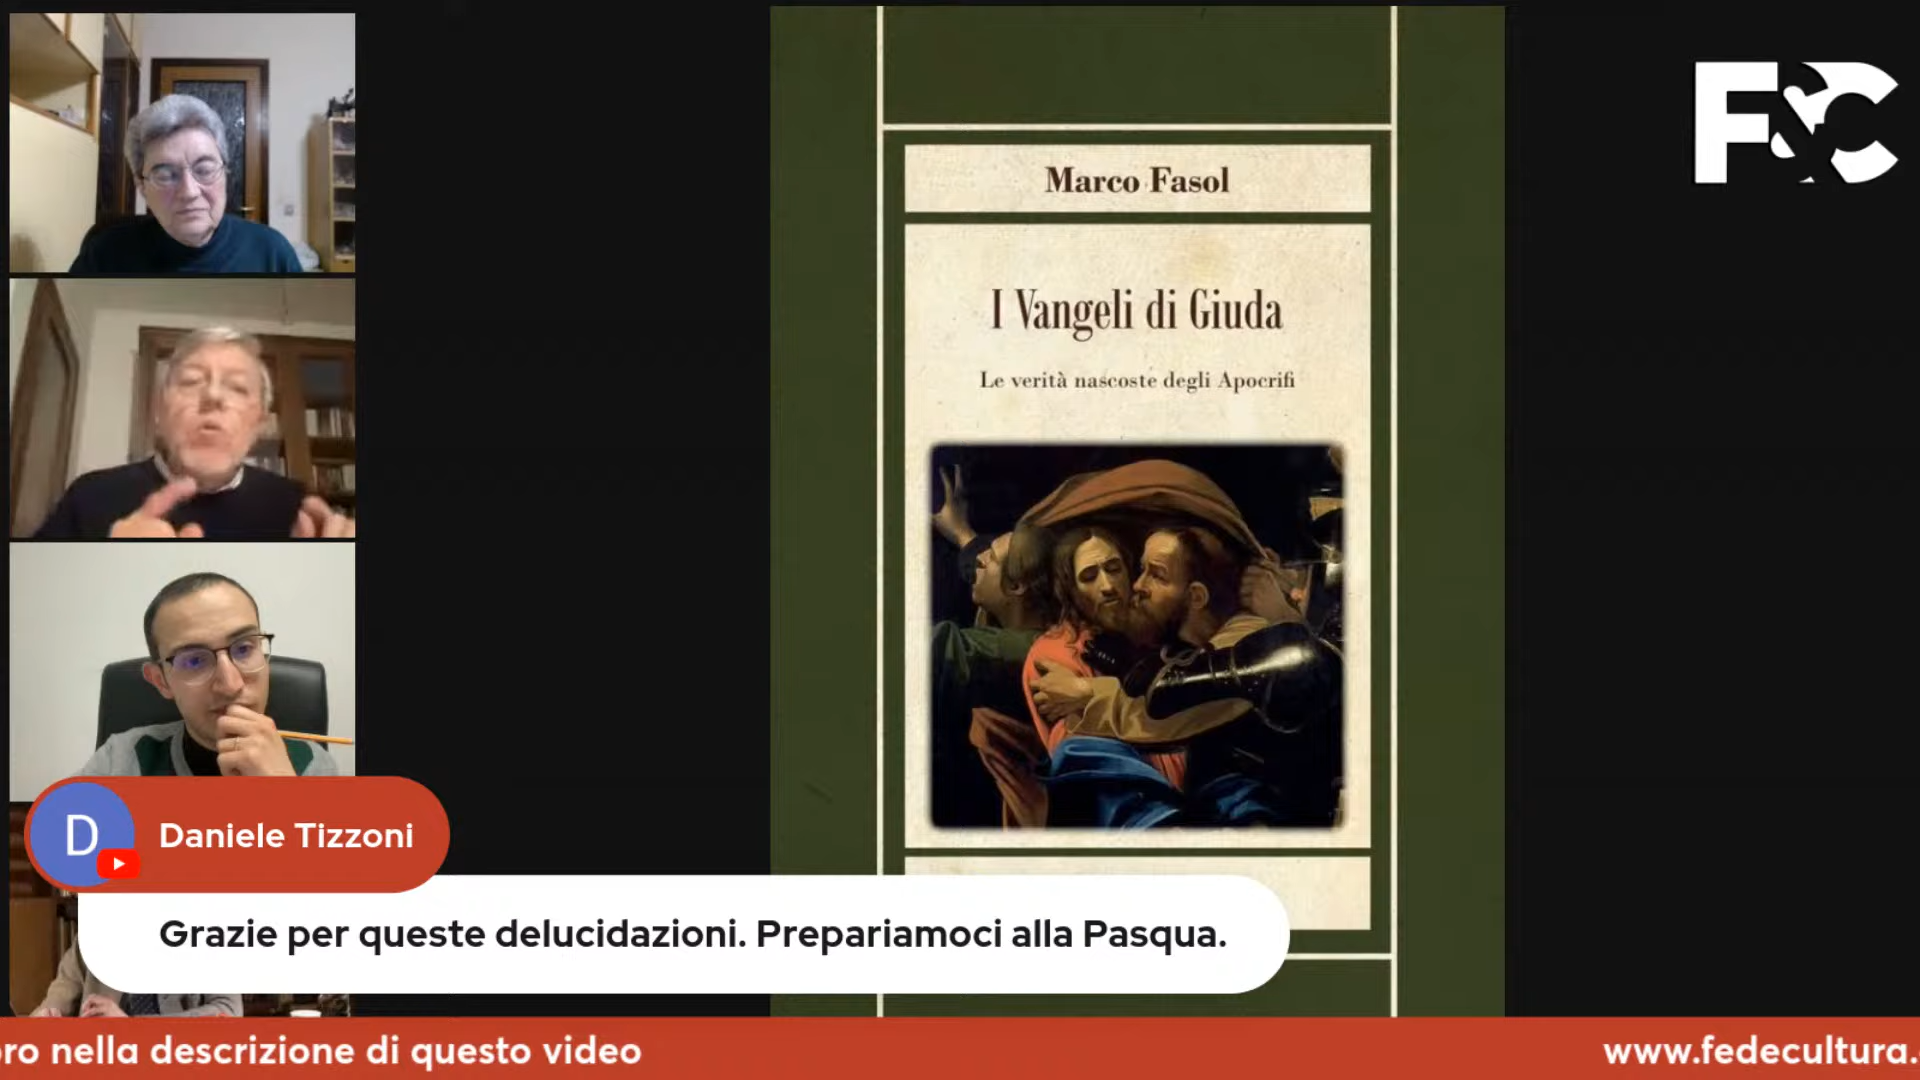 F&C
Marco Fasol
I Vangeli di Giuda
Le verità nascoste degli Apocrifi
D
Daniele Tizzoni
Grazie per queste delucidazioni. Prepariamoci alla Pasqua.
nella descrizione di questo video
www.fedecultura.